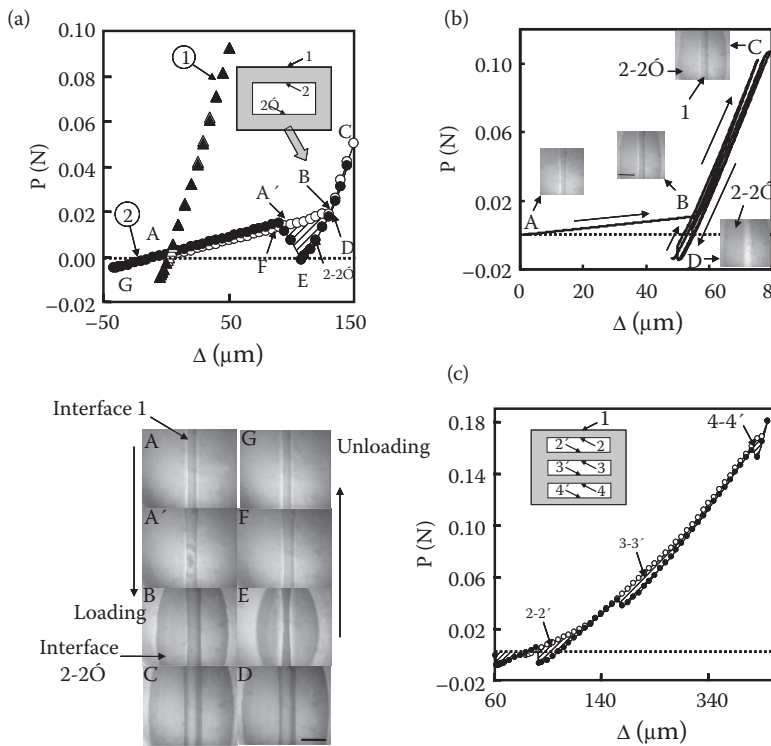 (a)
P (N)
0.10
0.08
0.06
0.04
0.02
0.00
−0.02
−50
50
150
Δ (μm)
1
2
1
2
2Ó
A
A´
B
C
D
E
F
G
2-2Ó
(b)
P (N)
0.10
0.06
0.02
−0.02
0
20
40
60
80
Δ (μm)
A
B
C
D
2-2Ó
1
2-2Ó
Interface 1
A
G
Unloading
A´
F
Loading
B
E
Interface
2-2Ó
C
D
(c)
P (N)
0.18
0.14
0.10
0.06
0.02
−0.02
60
140
340
Δ (μm)
1
2´ 2
3´ 3
4´ 4
2-2´
3-3´
4-4´